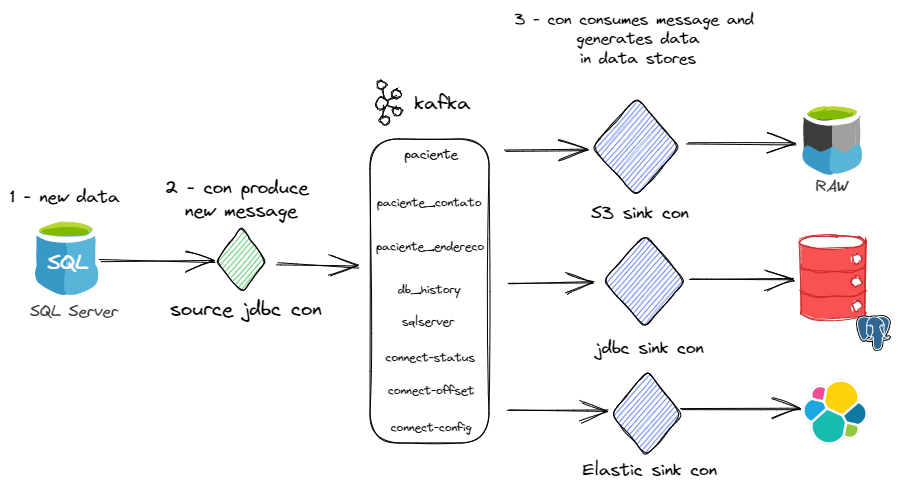 3 - con consumes message and
generates data
in data stores
kafka
1 - new data
2 - con produce
new message
SQL
SQL Server
source jdbc con
paciente
paciente_contato
paciente_endereco
db_history
sqlserver
connect-status
connect-offset
connect-config
S3 sink con
RAW
jdbc sink con
Elastic sink con